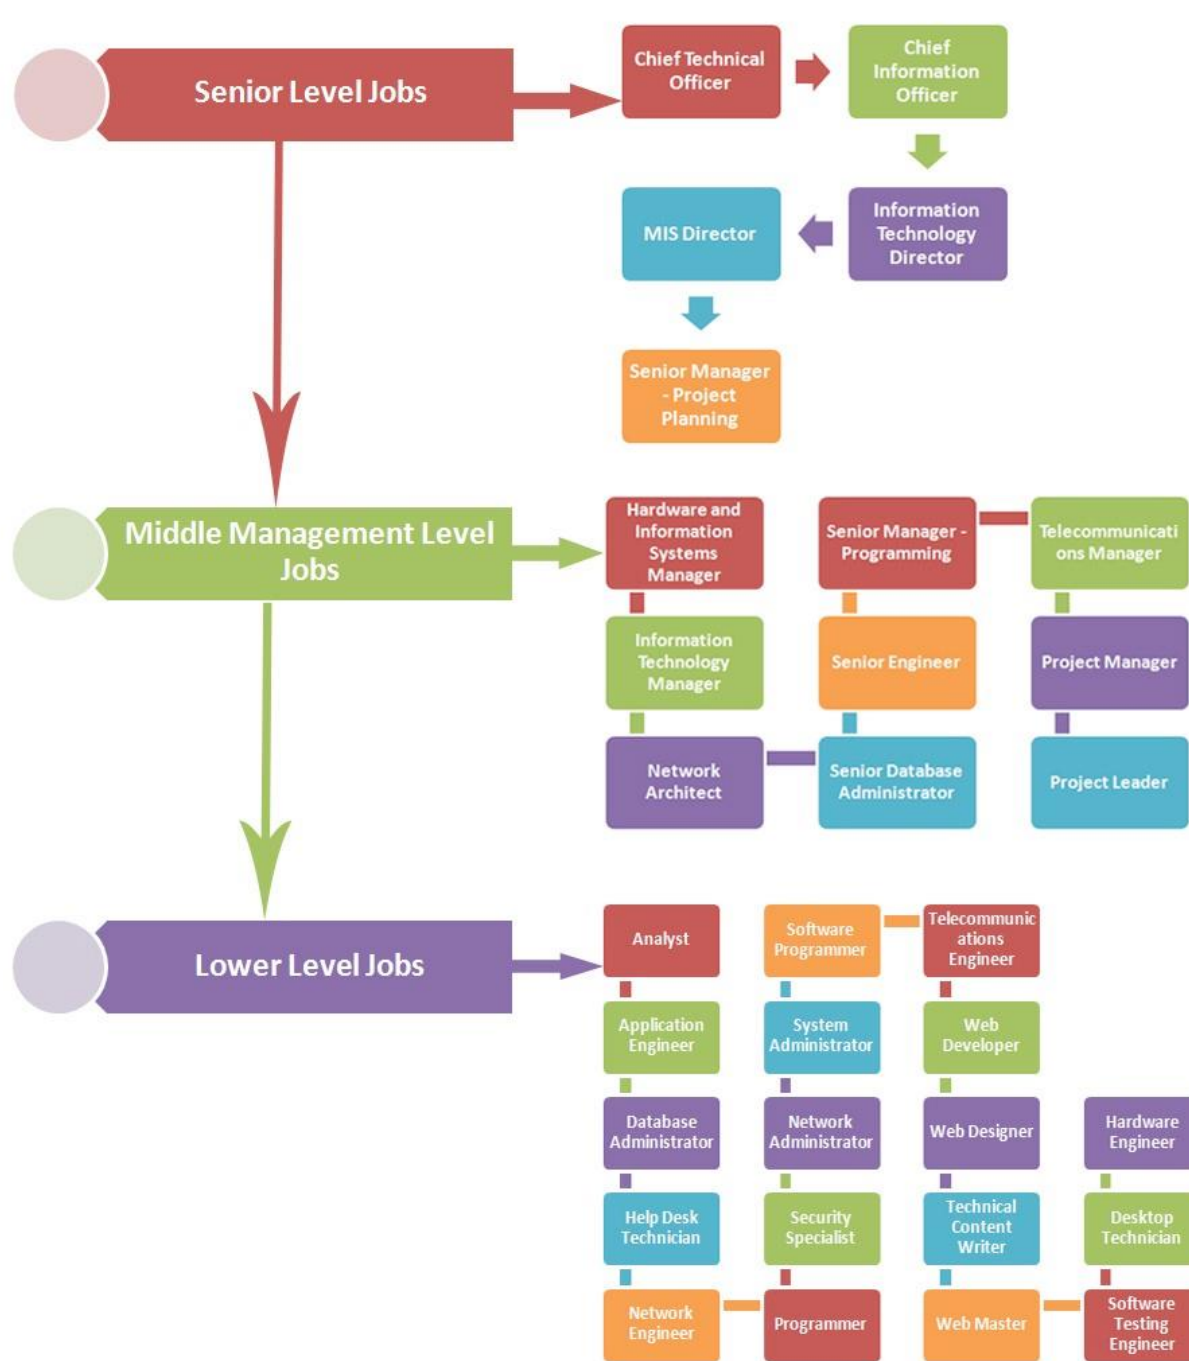 Senior Level Jobs
Chief Technical
Officer
Chief
Information
Officer
MIS Director
Information
Technology
Director
Senior Manager
- Project
Planning
Middle Management Level
Jobs
Hardware and
Information
Systems
Manager
Senior Manager -
Programming
Telecommunicati
ons Manager
Information
Technology
Manager
Senior Engineer
Project Manager
Network
Architect
Senior Database
Administrator
Project Leader
Lower Level Jobs
Analyst
Software
Programmer
Telecommunic
ations
Engineer
Application
Engineer
System
Administrator
Web
Developer
Database
Administrator
Network
Administrator
Web Designer
Hardware
Engineer
Help Desk
Technician
Security
Specialist
Technical
Content
Writer
Desktop
Technician
Network
Engineer
Programmer
Web Master
Software
Testing
Engineer